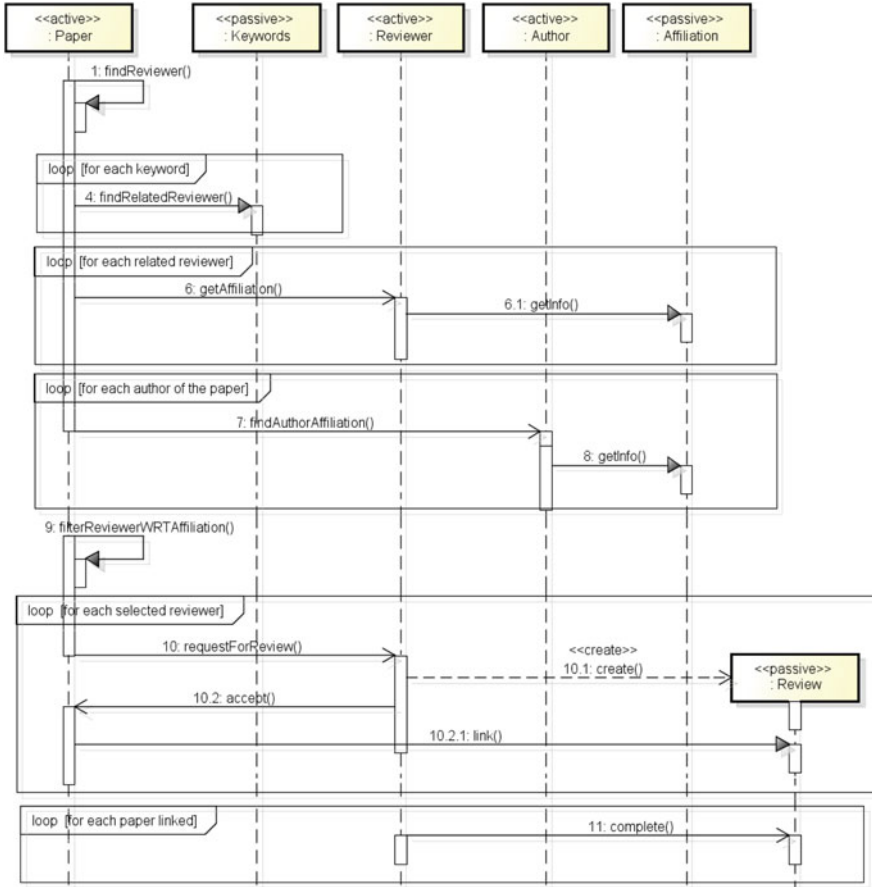 <<active>>
: Paper
<<passive>>
: Keywords
<<active>>
: Reviewer
<<active>>
: Author
<<passive>>
: Affiliation
1: findReviewer()
loop [for each keyword]
4: findRelatedReviewer()
loop [for each related reviewer]
6: getAffiliation()
6.1: getInfo()
loop [for each author of the paper]
7: findAuthorAffiliation()
8: getInfo()
9: filterReviewerWRTAffiliation()
loop [for each selected reviewer]
10: requestForReview()
<<create>>
10.1: create()
<<passive>>
: Review
10.2: accept()
10.2.1: link()
loop [for each paper linked]
11: complete()